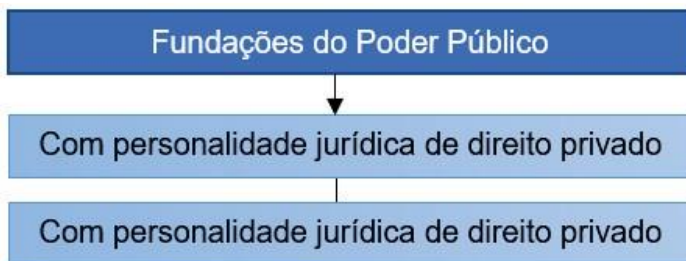 Fundações do Poder Público
Com personalidade jurídica de direito privado
Com personalidade jurídica de direito privado